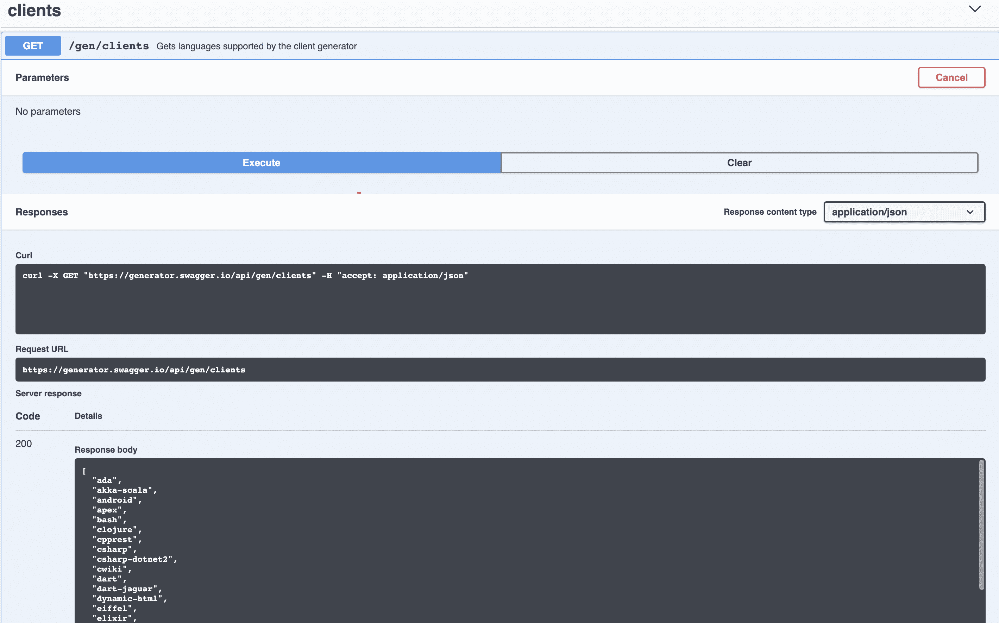 clients
GET /gen/clients Gets languages supported by the client generator
Parameters
Cancel
No parameters
Execute
Clear
Responses
Response content type
application/json
Curl
curl -X GET "https://generator.swagger.io/api/gen/clients" -H "accept: application/json"
Request URL
https://generator.swagger.io/api/gen/clients
Server response
Code Details
200
Response body
[
"ada",
"akka-scala",
"android",
"apex",
"bash",
"clojure",
"cpprest",
"csharp",
"csharp-dotnet2",
"cwiki",
"dart",
"dart-jaguar",
"dynamic-html",
"eiffel",
"elixir",